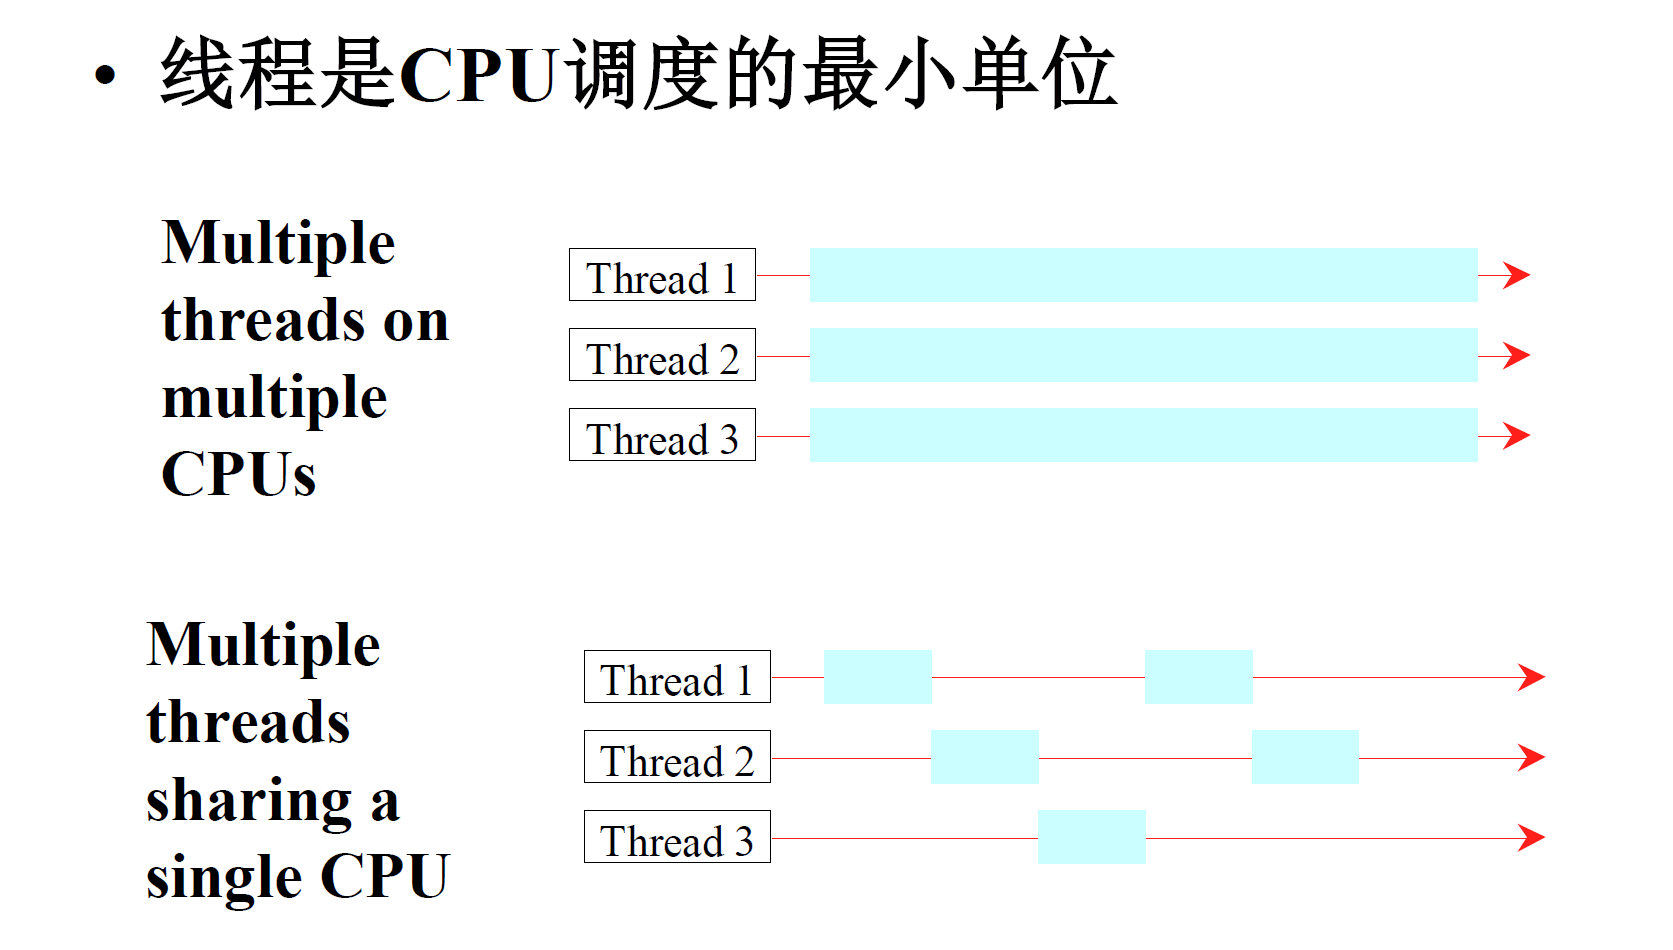 • 线程是CPU调度的最小单位
Multiple
threads on
multiple
CPUs
Thread 1
Thread 2
Thread 3
Multiple
threads
sharing a
single CPU
Thread 1
Thread 2
Thread 3